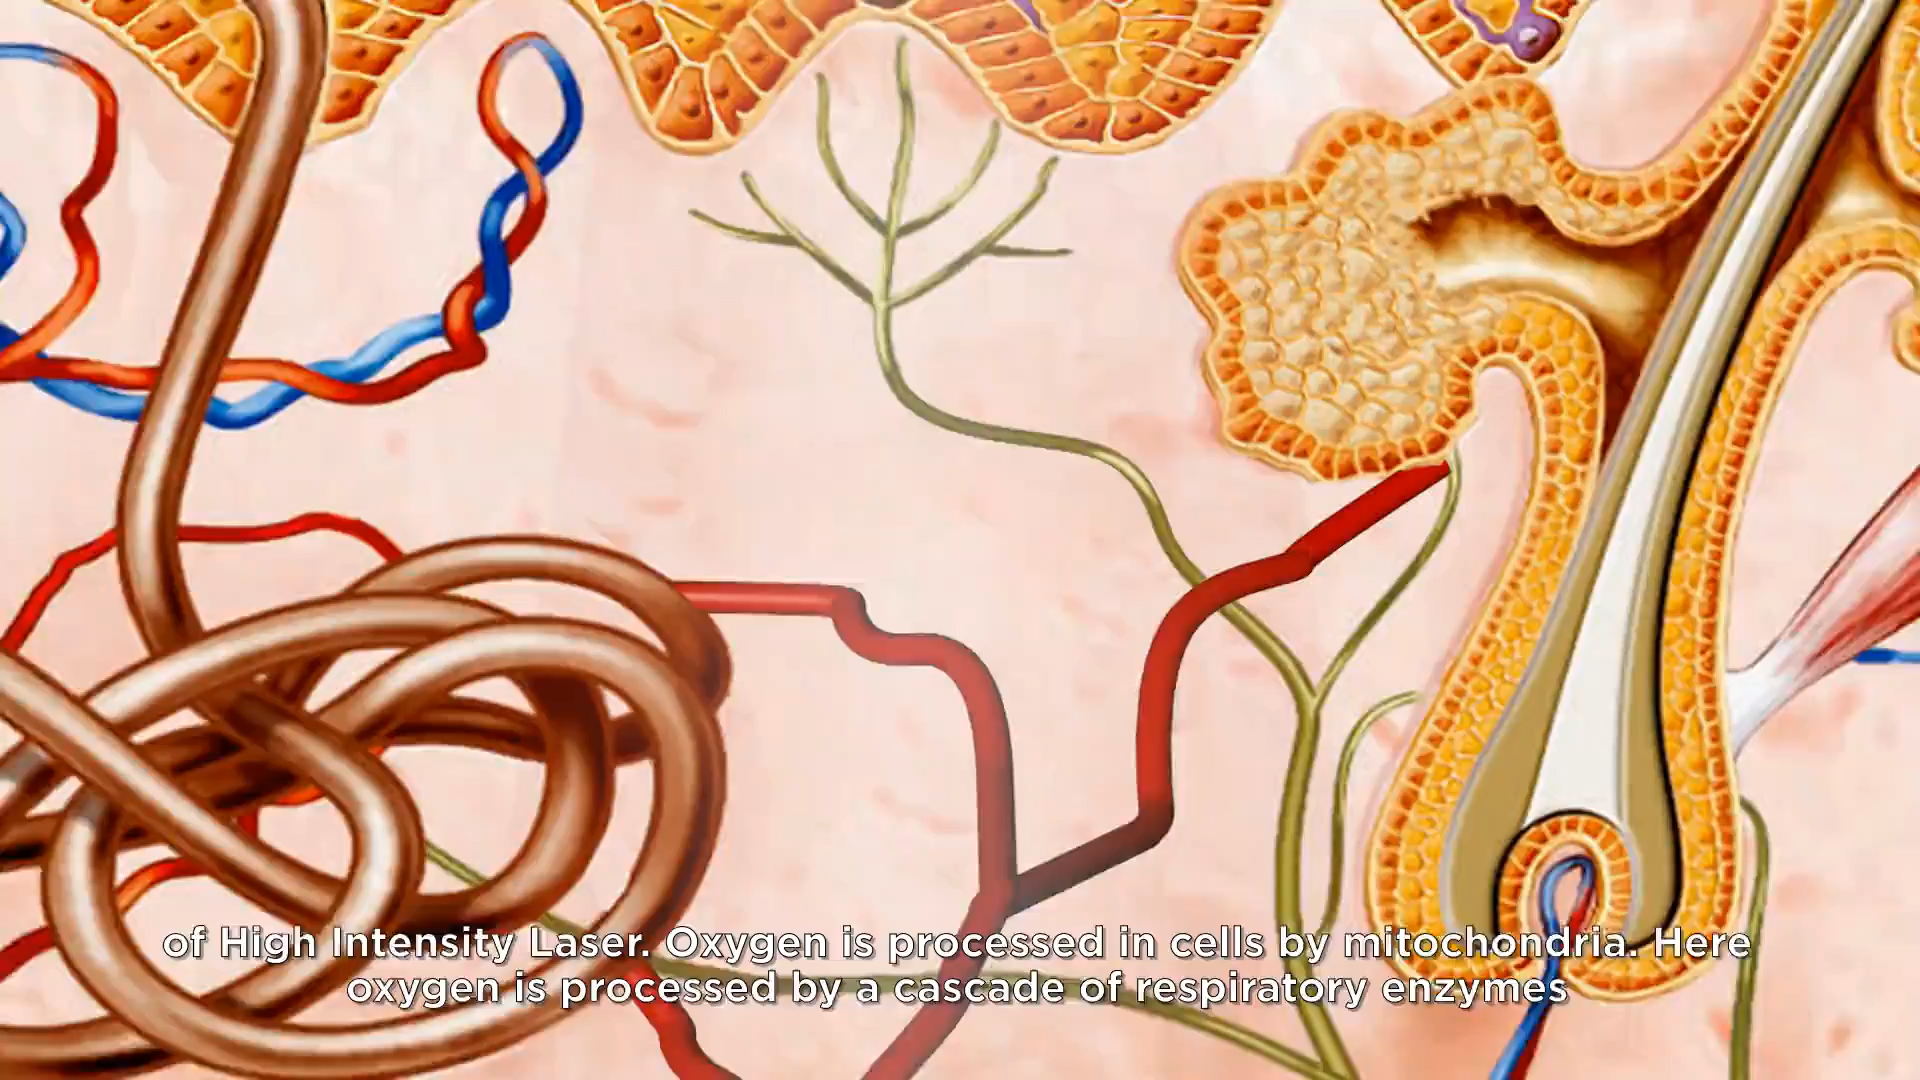 of High Intensity Laser. Oxygen is processed in cells by mitochondria. Here
oxygen is processed by a cascade of respiratory enzymes